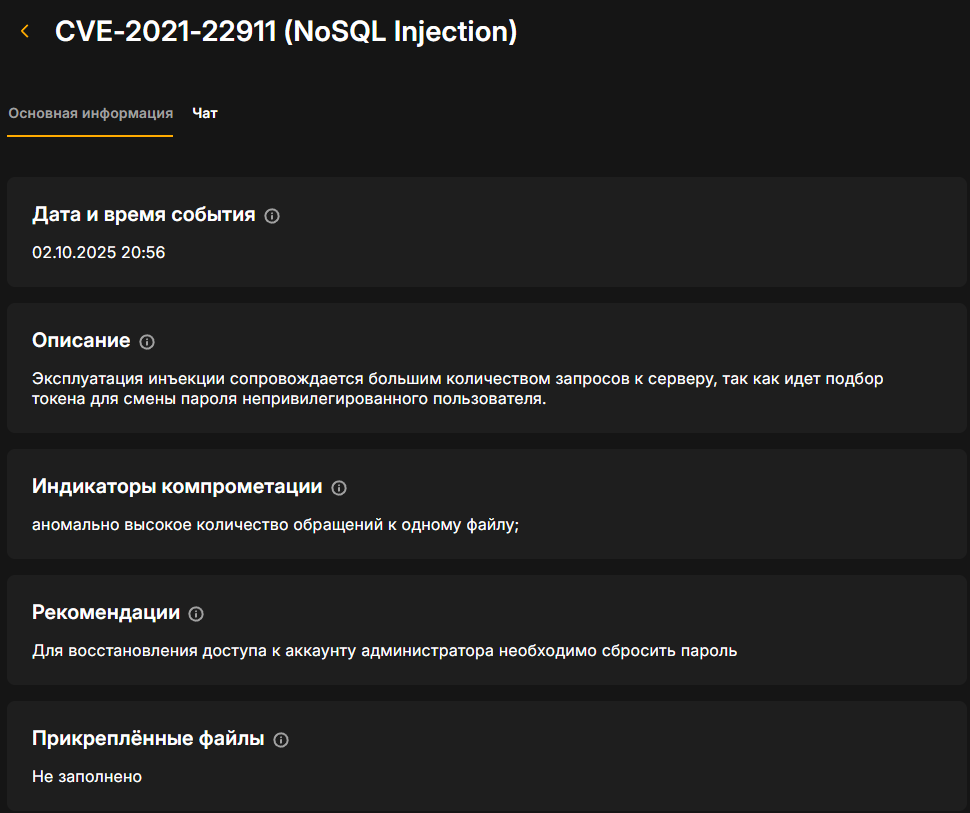 CVE-2021-22911 (NoSQL Injection)
Основная информация Чат
Дата и время события
02.10.2025 20:56
Описание
Эксплуатация инъекции сопровождается большим количеством запросов к серверу, так как идет подбор
токена для смены пароля непривилегированного пользователя.
Индикаторы компрометации
аномально высокое количество обращений к одному файлу;
Рекомендации
Для восстановления доступа к аккаунту администратора необходимо сбросить пароль
Прикреплённые файлы
Не заполнено